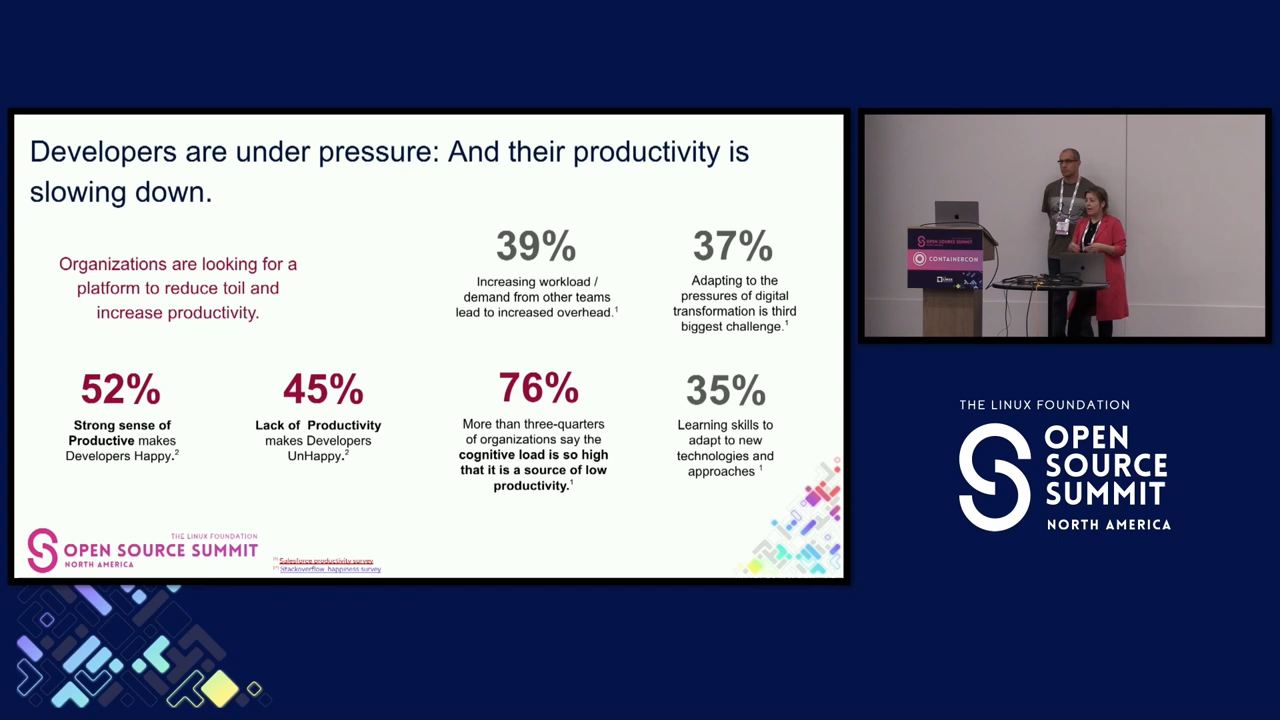 Developers are under pressure: And their productivity is
slowing down.
Organizations are looking for a
platform to reduce toil and
increase productivity.
39%
Increasing workload /
demand from other teams
lead to increased overhead.1
37%
Adapting to the
pressures of digital
transformation is third
biggest challenge.1
52%
Strong sense of
Productive makes
Developers Happy.2
45%
Lack of Productivity
makes Developers
UnHappy.2
76%
More than three-quarters
of organizations say the
cognitive load is so high
that it is a source of low
productivity.1
35%
Learning skills to
adapt to new
technologies and
approaches 1
THE LINUX FOUNDATION
OPEN SOURCE SUMMIT
NORTH AMERICA
Salesforce productivity survey
Stackoverflow happiness survey
OPEN SOURCE SUMMIT
CONTAINERCON
THE LINUX FOUNDATION
OPEN
SOURCE
SUMMIT
NORTH AMERICA